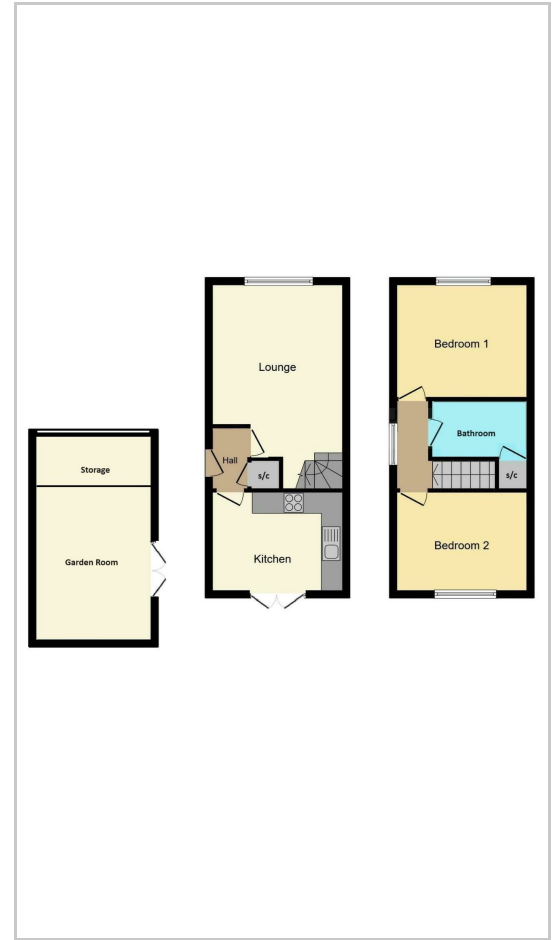 Storage
Garden Room
Lounge
Hall
s/c
Kitchen
Bedroom 1
Bathroom
s/c
Bedroom 2